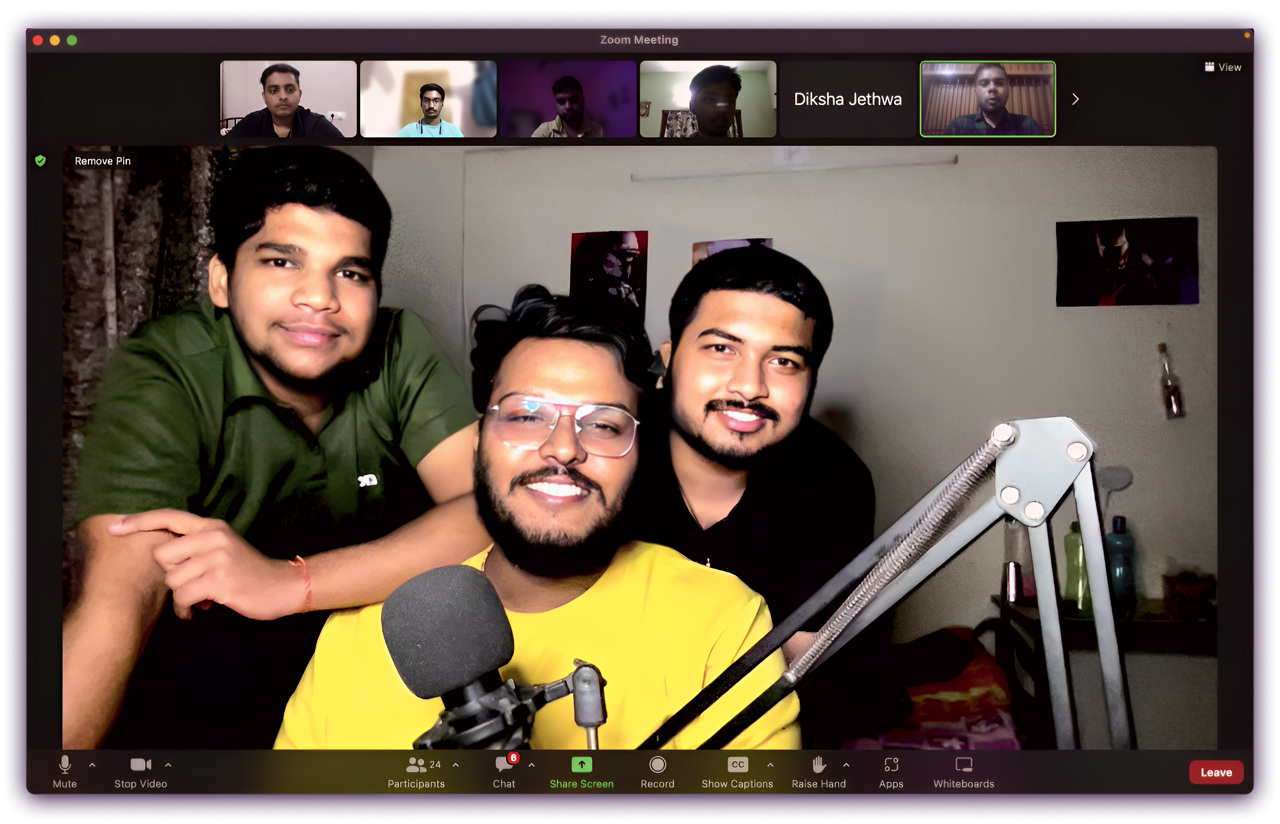 Zoom Meeting
View
Diksha Jethwa
Remove Pin
24
6
CC
Mute
Stop Video
Participants
Chat
Share Screen
Record
Show Captions
Raise Hand
Apps
Whiteboards
Leave